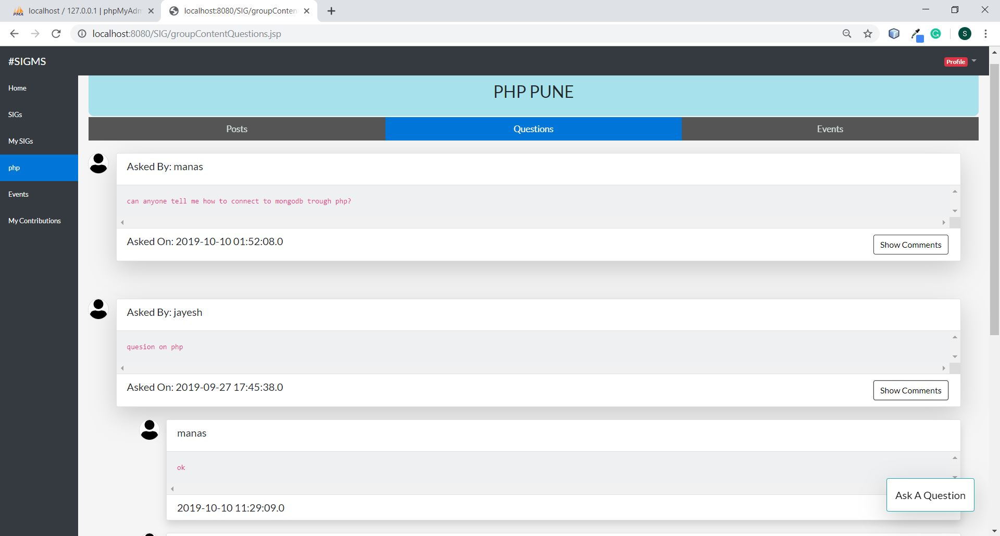 localhost / 127.0.0.1 | phpMyAdm
localhost:8080/SIG/groupConten
localhost:8080/SIG/groupContentQuestions.jsp
S
#SIGMS
Profile
Home
SIGs
My SIGs
php
Events
My Contributions
PHP PUNE
Posts
Questions
Events
Asked By: manas
can anyone tell me how to connect to mongodb trough php?
Asked On: 2019-10-10 01:52:08.0
Show Comments
Asked By: jayesh
quesion on php
Asked On: 2019-09-27 17:45:38.0
Show Comments
manas
ok
2019-10-10 11:29:09.0
Ask A Question